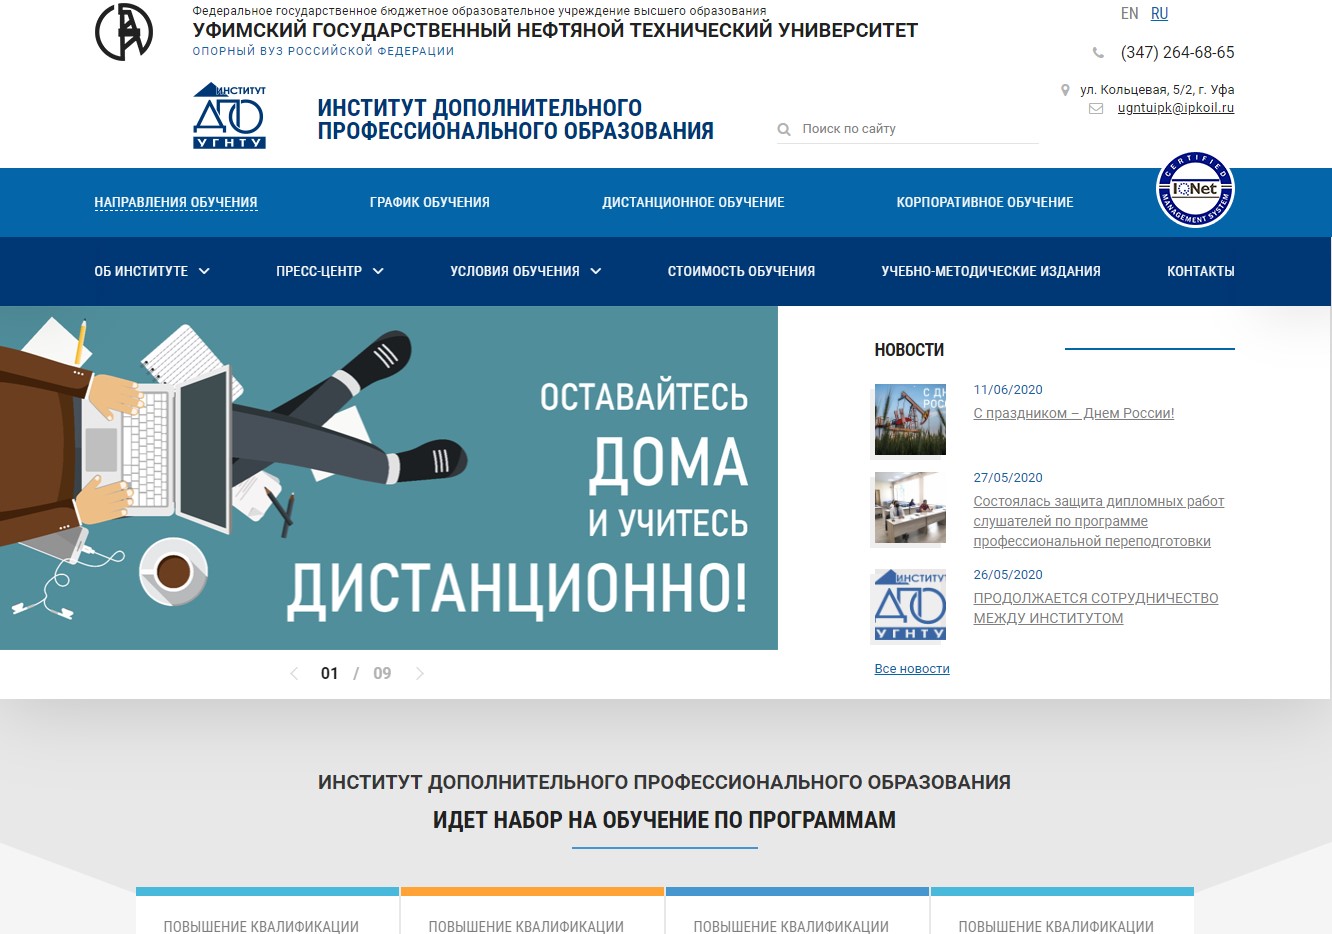 Федеральное государственное бюджетное образовательное учреждение высшего образования
УФИМСКИЙ ГОСУДАРСТВЕННЫЙ НЕФТЯНОЙ ТЕХНИЧЕСКИЙ УНИВЕРСИТЕТ
ОПОРНЫЙ ВУЗ РОССИЙСКОЙ ФЕДЕРАЦИИ
EN RU
(347) 264-68-65
ул. Кольцевая, 5/2, г. Уфа
ugntuipk@ipkoil.ru
ИНСТИТУТ
ДПО
УГНТУ
ИНСТИТУТ ДОПОЛНИТЕЛЬНОГО
ПРОФЕССИОНАЛЬНОГО ОБРАЗОВАНИЯ
Поиск по сайту
CERTIFIED
IQNet
MANAGEMENT SYSTEM
НАПРАВЛЕНИЯ ОБУЧЕНИЯ
ГРАФИК ОБУЧЕНИЯ
ДИСТАНЦИОННОЕ ОБУЧЕНИЕ
КОРПОРАТИВНОЕ ОБУЧЕНИЕ
ОБ ИНСТИТУТЕ
ПРЕСС-ЦЕНТР
УСЛОВИЯ ОБУЧЕНИЯ
СТОИМОСТЬ ОБУЧЕНИЯ
УЧЕБНО-МЕТОДИЧЕСКИЕ ИЗДАНИЯ
КОНТАКТЫ
ОСТАВАЙТЕСЬ
ДОМА
И УЧИТЕСЬ
ДИСТАНЦИОННО!
01 / 09
НОВОСТИ
11/06/2020
С праздником – Днем России!
27/05/2020
Состоялась защита дипломных работ
слушателей по программе
профессиональной переподготовки
26/05/2020
ПРОДОЛЖАЕТСЯ СОТРУДНИЧЕСТВО
МЕЖДУ ИНСТИТУТОМ
ИНСТИТУТ
ДПО
УГНТУ
Все новости
ИНСТИТУТ ДОПОЛНИТЕЛЬНОГО ПРОФЕССИОНАЛЬНОГО ОБРАЗОВАНИЯ
ИДЕТ НАБОР НА ОБУЧЕНИЕ ПО ПРОГРАММАМ
ПОВЫШЕНИЕ КВАЛИФИКАЦИИ
ПОВЫШЕНИЕ КВАЛИФИКАЦИИ
ПОВЫШЕНИЕ КВАЛИФИКАЦИИ
ПОВЫШЕНИЕ КВАЛИФИКАЦИИ